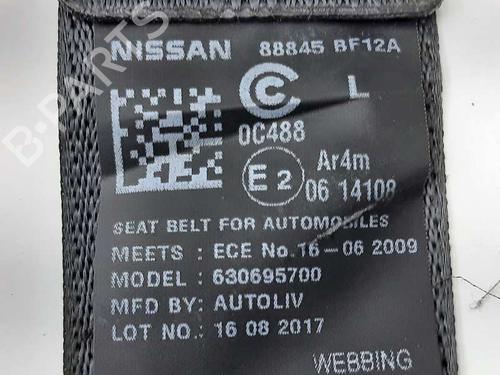 NISSAN 88845 BF12A
C L
0C488
E2 Ar4m
06 14108
SEAT BELT FOR AUTOMOBILES
MEETS : ECE No.16-06 2009
MODEL : 630695700
MFD BY: AUTOLIV
LOT NO.: 16 08 2017
WEBBING
B-PARTS